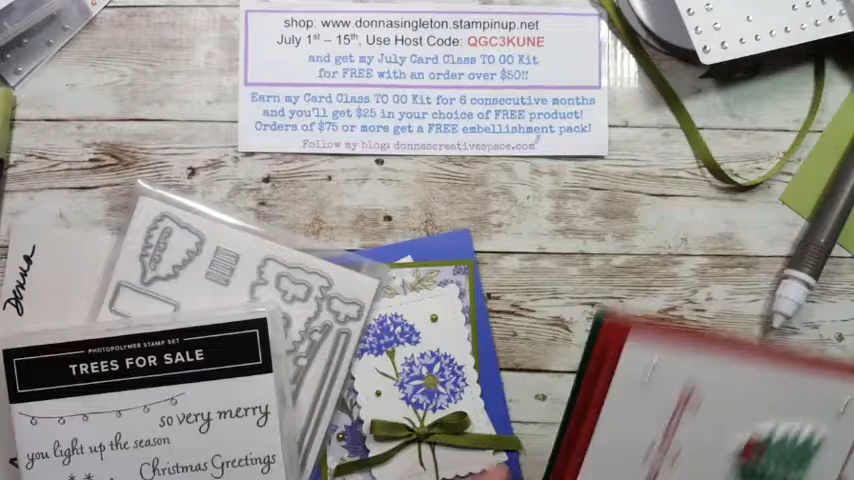 shop: www.donnasingleton.stampinup.net
July 1st – 15th, Use Host Code: QGC3KUNE
and get my July Card Class TO GO Kit
for FREE with an order over $50!!
Earn my Card Class TO GO Kit for 6 consecutive months
and you'll get $25 in your choice of FREE product!
Orders of $75 or more get a FREE embellishment pack!
Follow my blog: donnascreativespace.com
Donna
PHOTOPOLYMER STAMP SET
TREES FOR SALE
so very merry
you light up the season
Christmas Greetings